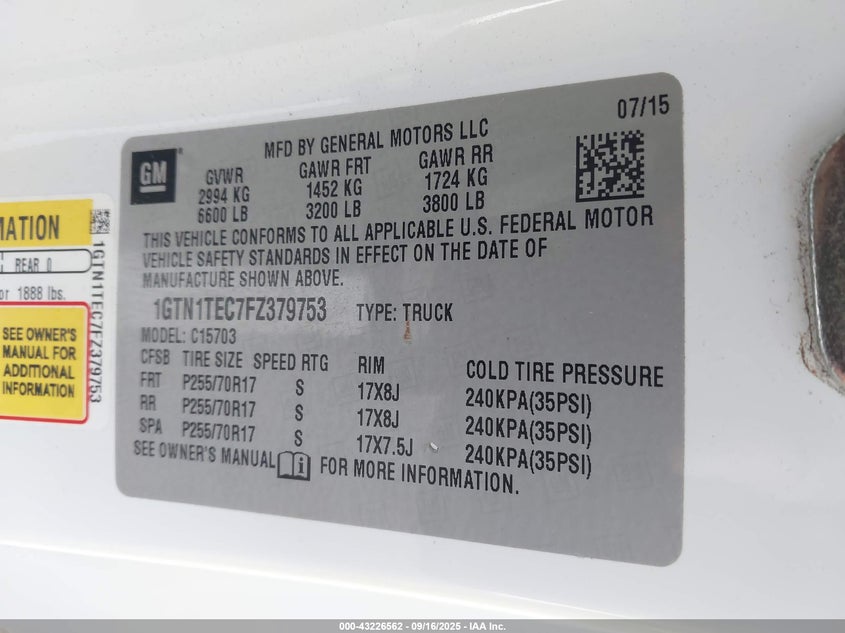 07/15
MFD BY GENERAL MOTORS LLC
GM
GVWR GAWR FRT GAWR RR
2994 KG 1452 KG 1724 KG
6600 LB 3200 LB 3800 LB
THIS VEHICLE CONFORMS TO ALL APPLICABLE U.S. FEDERAL MOTOR
VEHICLE SAFETY STANDARDS IN EFFECT ON THE DATE OF
MANUFACTURE SHOWN ABOVE.
1GTN1TEC7FZ379753 TYPE: TRUCK
MODEL: C15703
CFSB TIRE SIZE SPEED RTG RIM COLD TIRE PRESSURE
FRT P255/70R17 S 17X8J 240KPA(35PSI)
RR P255/70R17 S 17X8J 240KPA(35PSI)
SPA P255/70R17 S 17X7.5J 240KPA(35PSI)
SEE OWNER'S MANUAL FOR MORE INFORMATION.
MATION
REAR 0
or 1888 lbs.
SEE OWNER'S
MANUAL FOR
ADDITIONAL
INFORMATION
1GTN1TEC7FZ379753
000-43226562 - 09/16/2025 - IAA Inc.